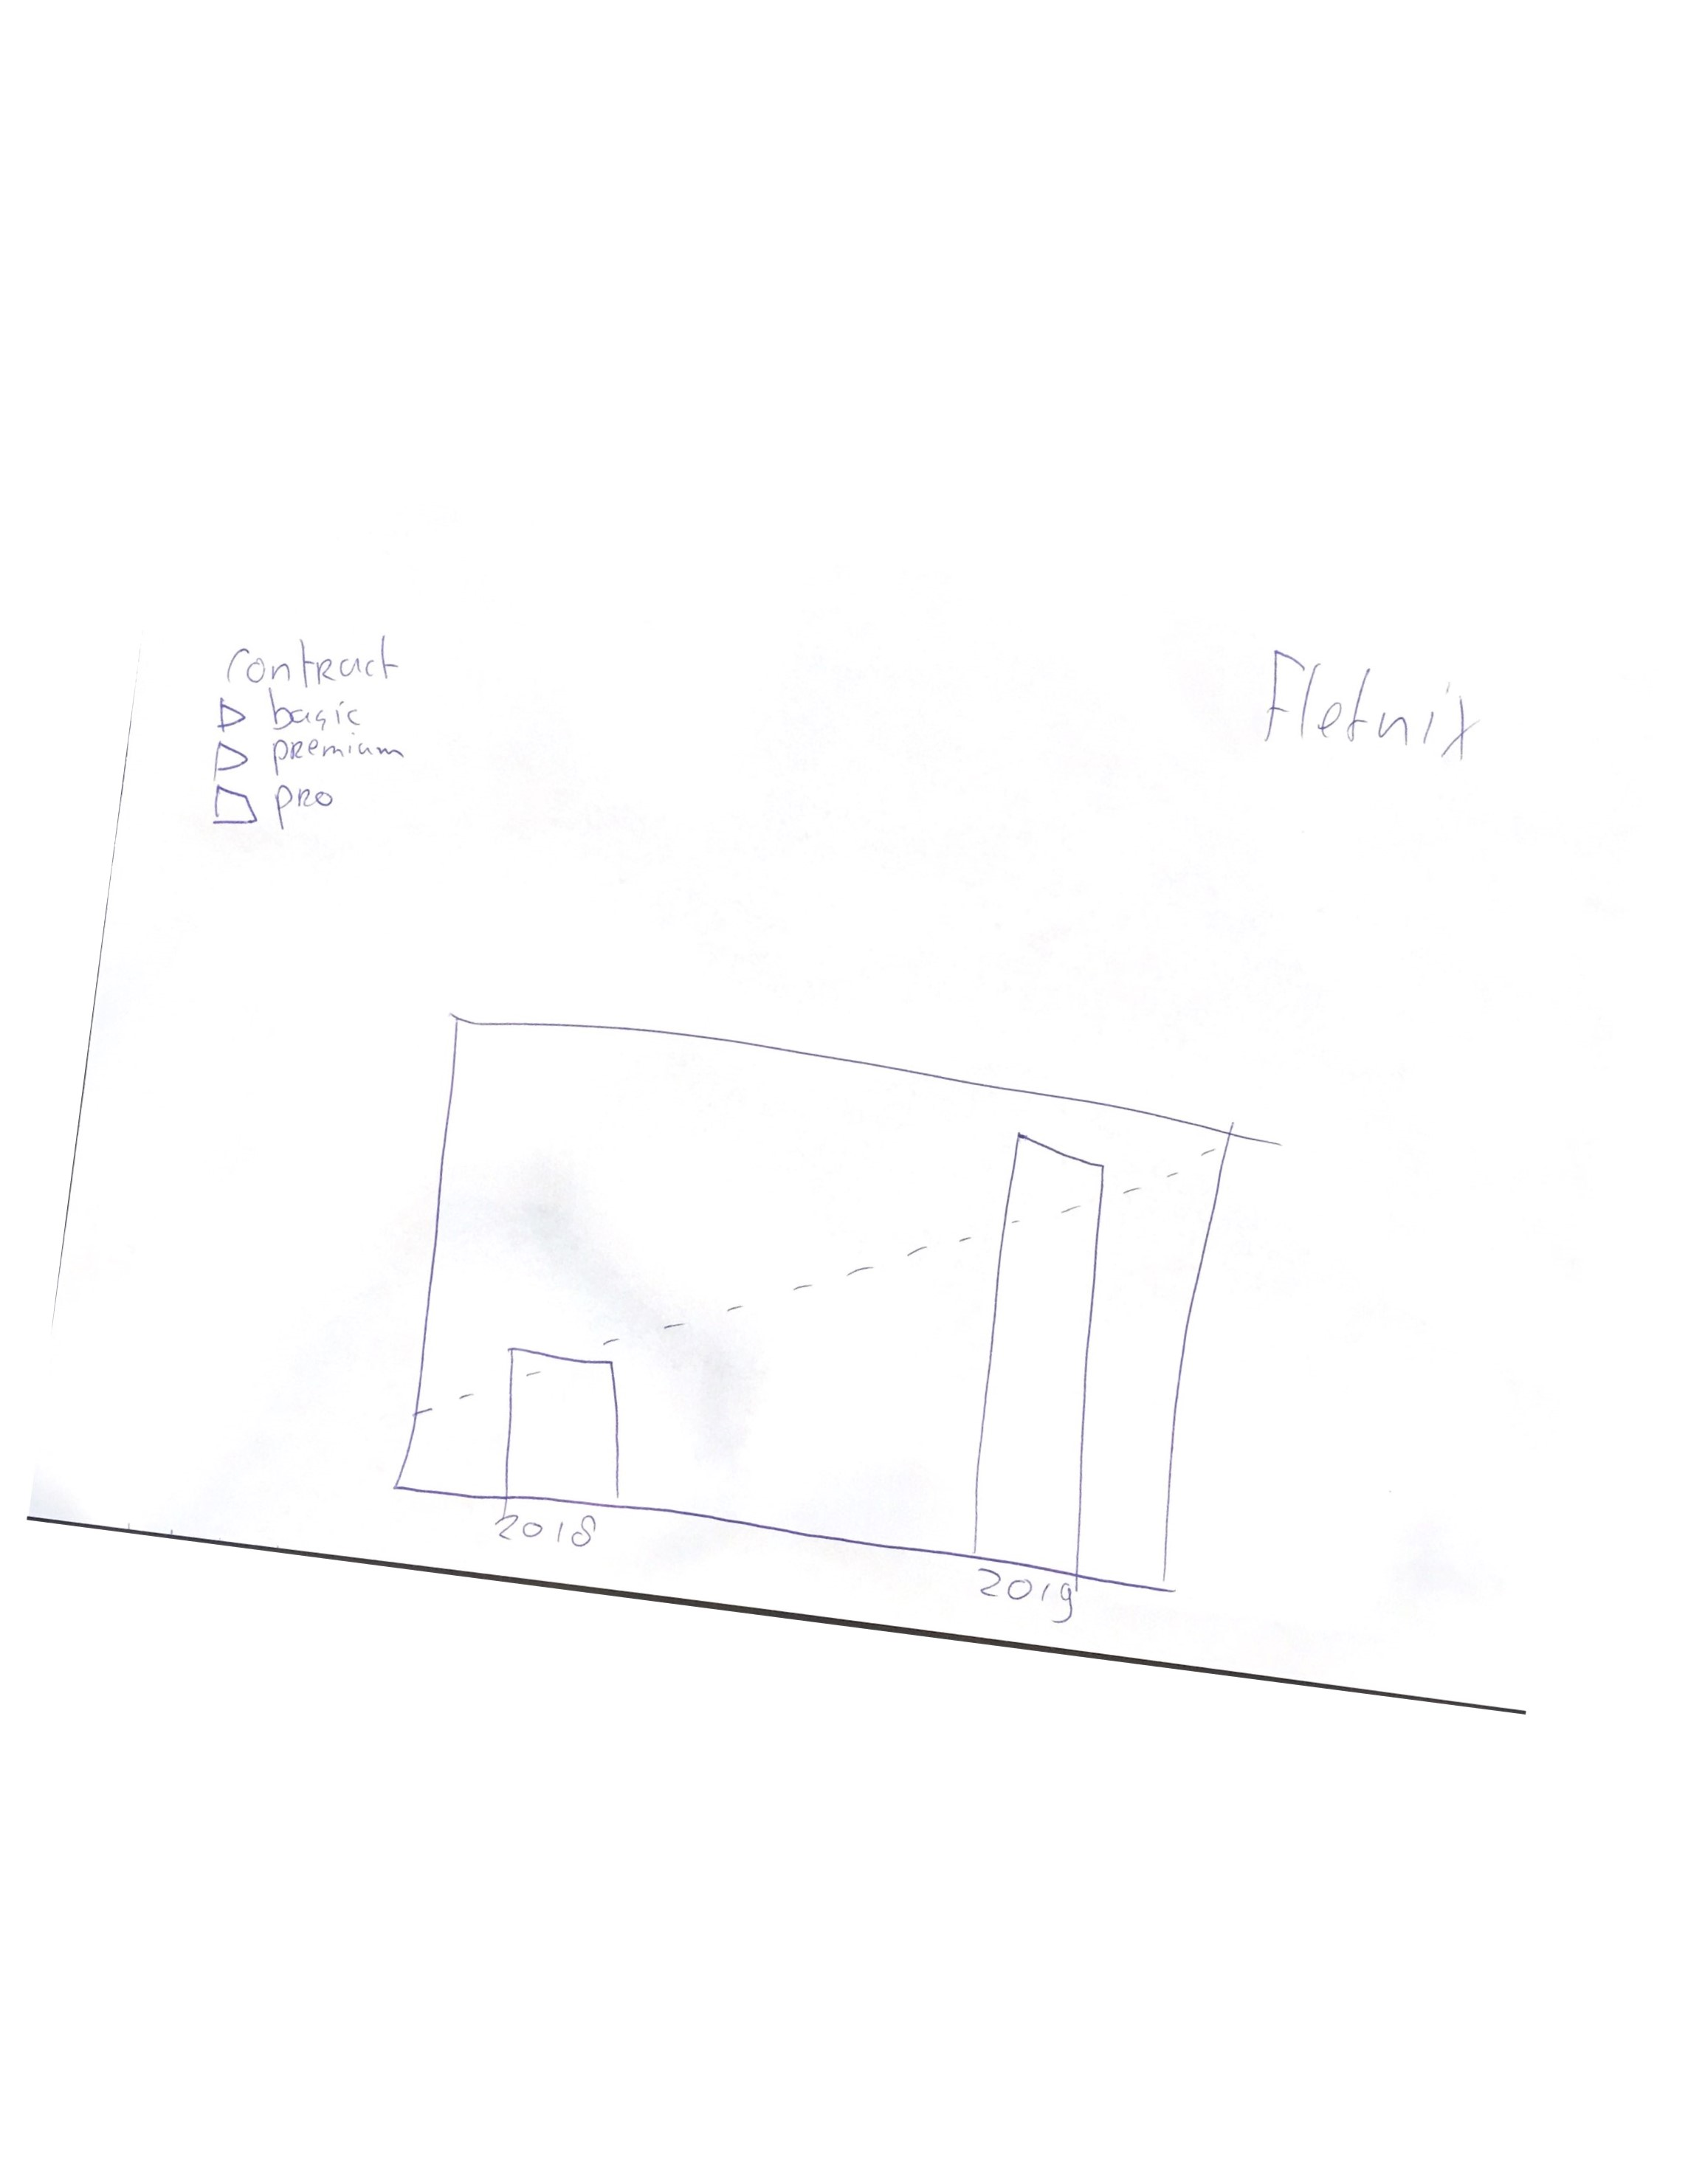 contract
basic
premium
pro
Fletnix
2018
2019